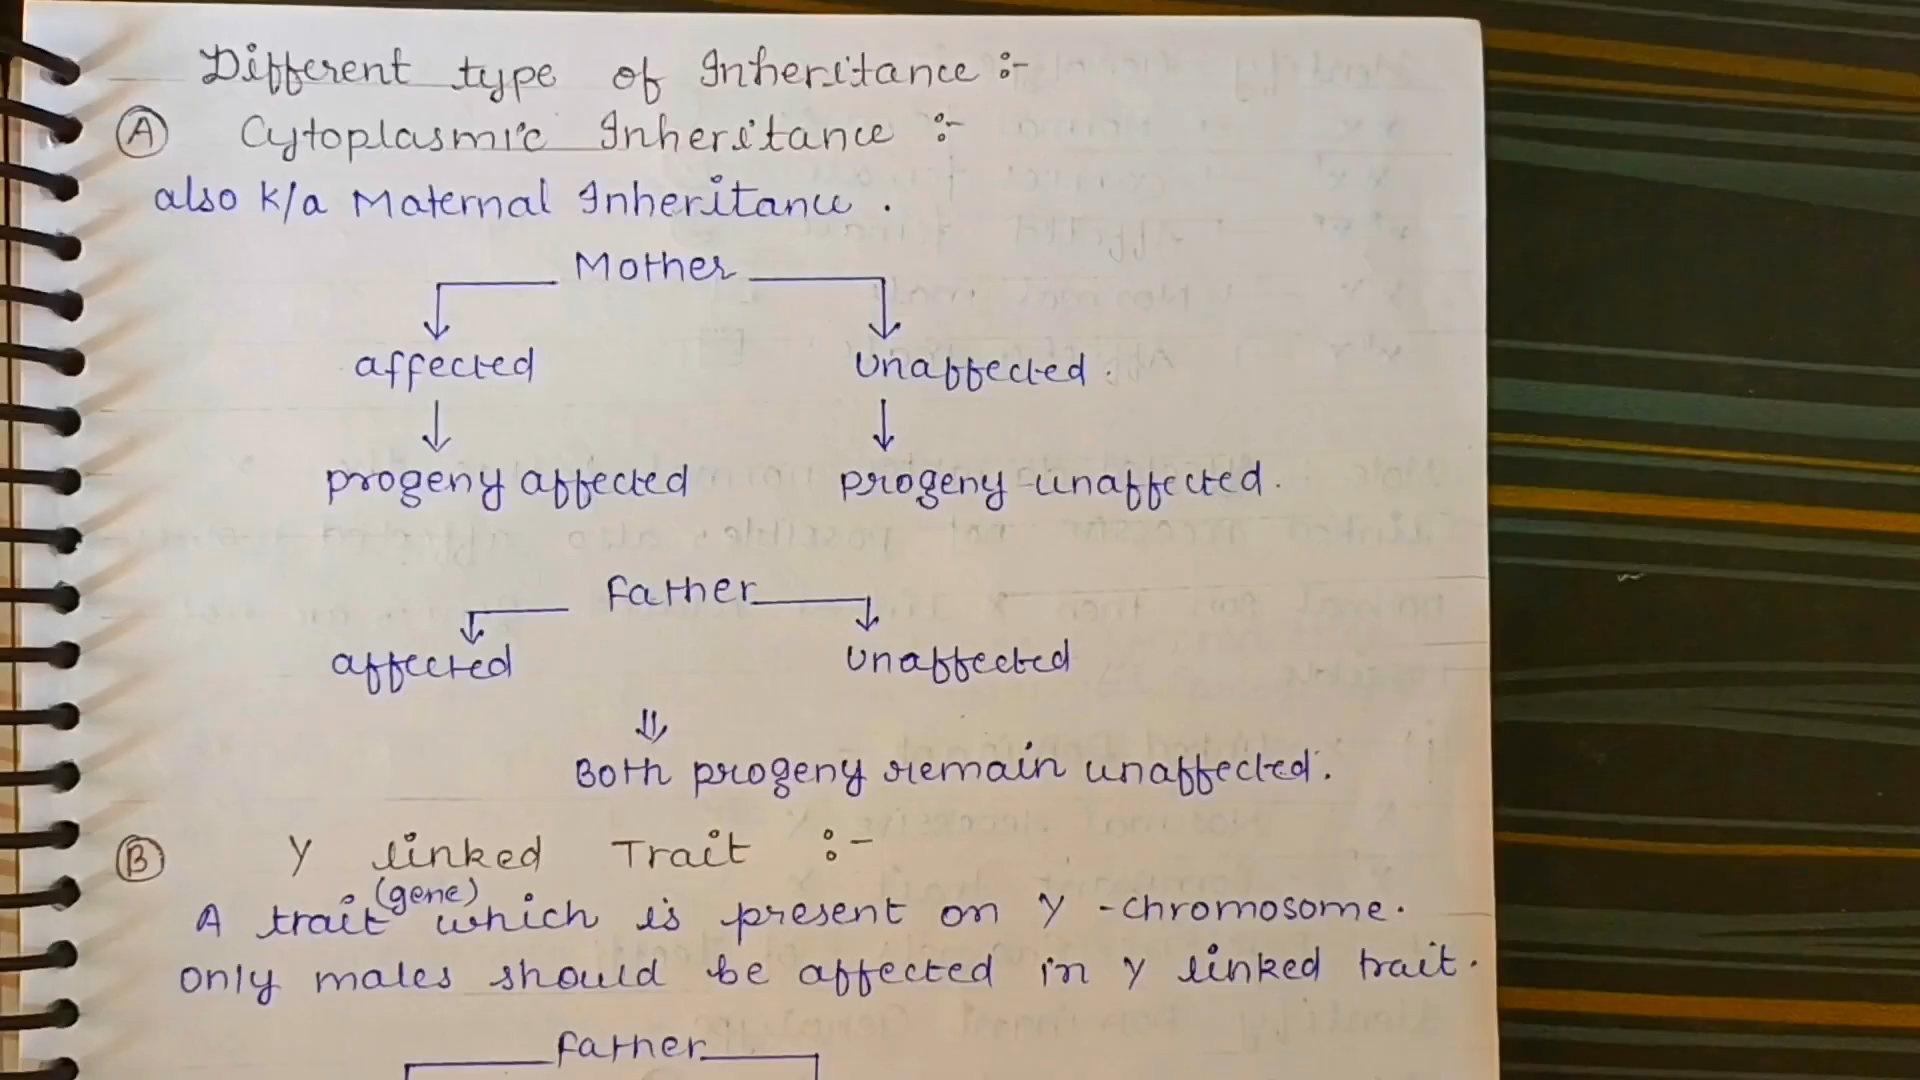 Different type of Inheritance :-
(A) Cytoplasmic Inheritance :-
also k/a Maternal Inheritance .
Mother
affected unaffected .
progeny affected progeny unaffected .
Father
affected unaffected
Both progeny remain unaffected .
(B) Y linked Trait :-
(gene)
A trait which is present on Y - chromosome .
only males should be affected in Y linked trait .
father